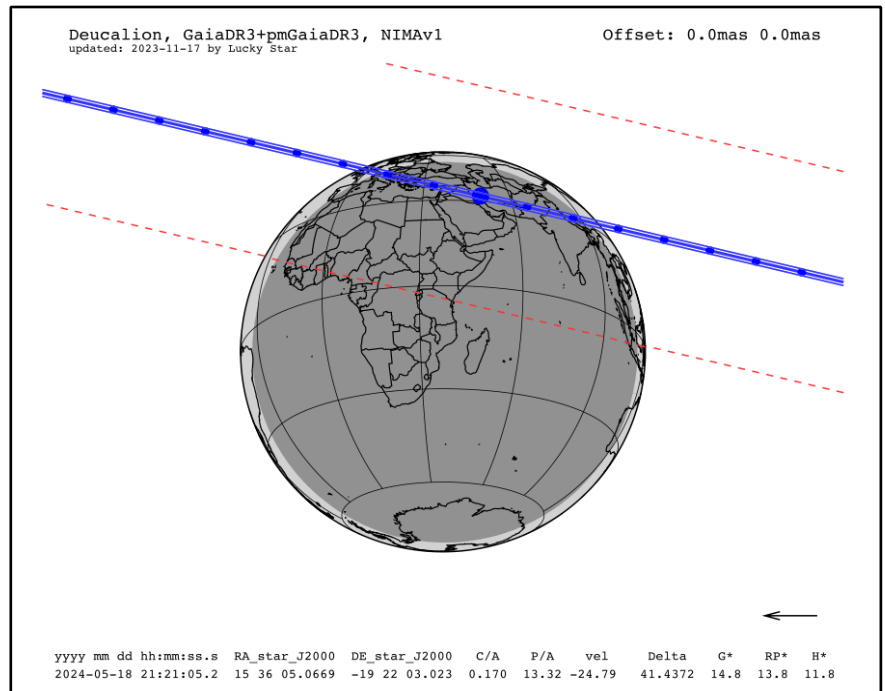 Deucalion, GaiaDR3+pmGaiaDR3, NIMAv1 Offset: 0.0mas 0.0mas
updated: 2023-11-17 by Lucky Star
yyyy mm dd hh:mm:ss.s RA_star_J2000 DE_star_J2000 C/A P/A vel Delta G* RP* H*
2024-05-18 21:21:05.2 15 36 05.0669 -19 22 03.023 0.170 13.32 -24.79 41.4372 14.8 13.8 11.8